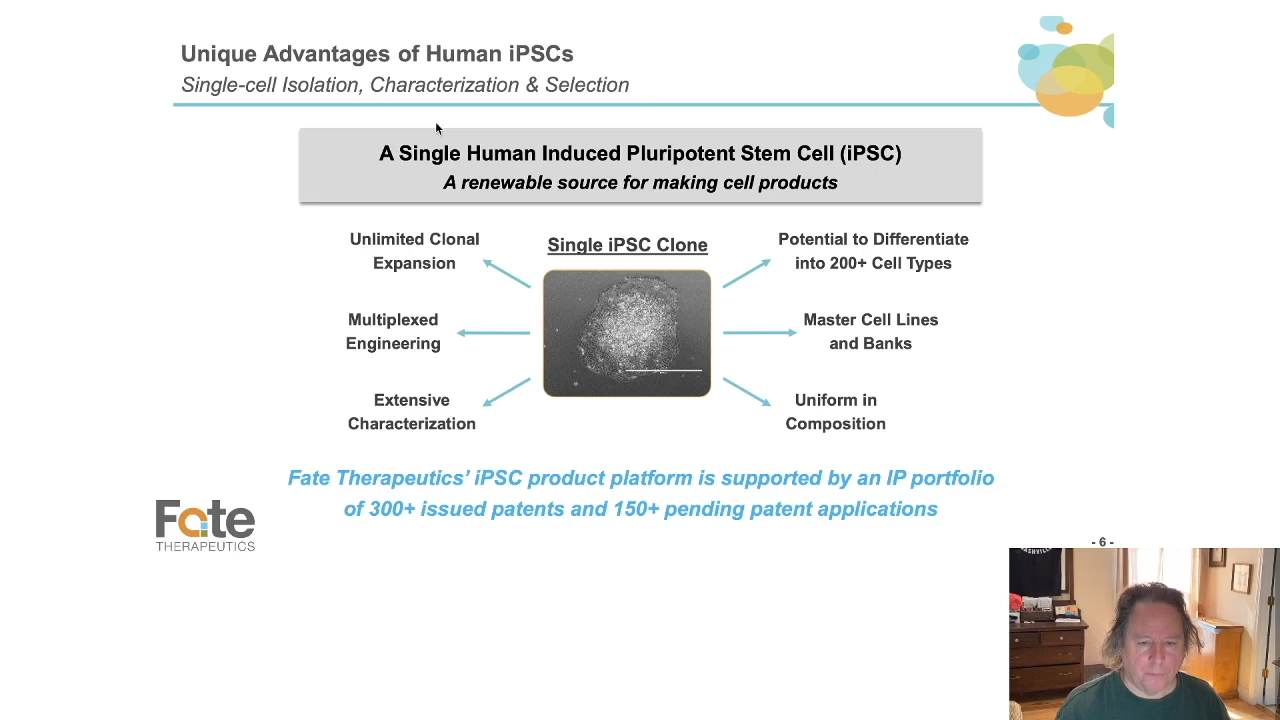 Unique Advantages of Human iPSCs
Single-cell Isolation, Characterization & Selection
A Single Human Induced Pluripotent Stem Cell (iPSC)
A renewable source for making cell products
Unlimited Clonal
Expansion
Single iPSC Clone
Potential to Differentiate
into 200+ Cell Types
Multiplexed
Engineering
Master Cell Lines
and Banks
Extensive
Characterization
Uniform in
Composition
Fate Therapeutics’ iPSC product platform is supported by an IP portfolio
of 300+ issued patents and 150+ pending patent applications
Fate
THERAPEUTICS
- 6 -
NASHVILLE